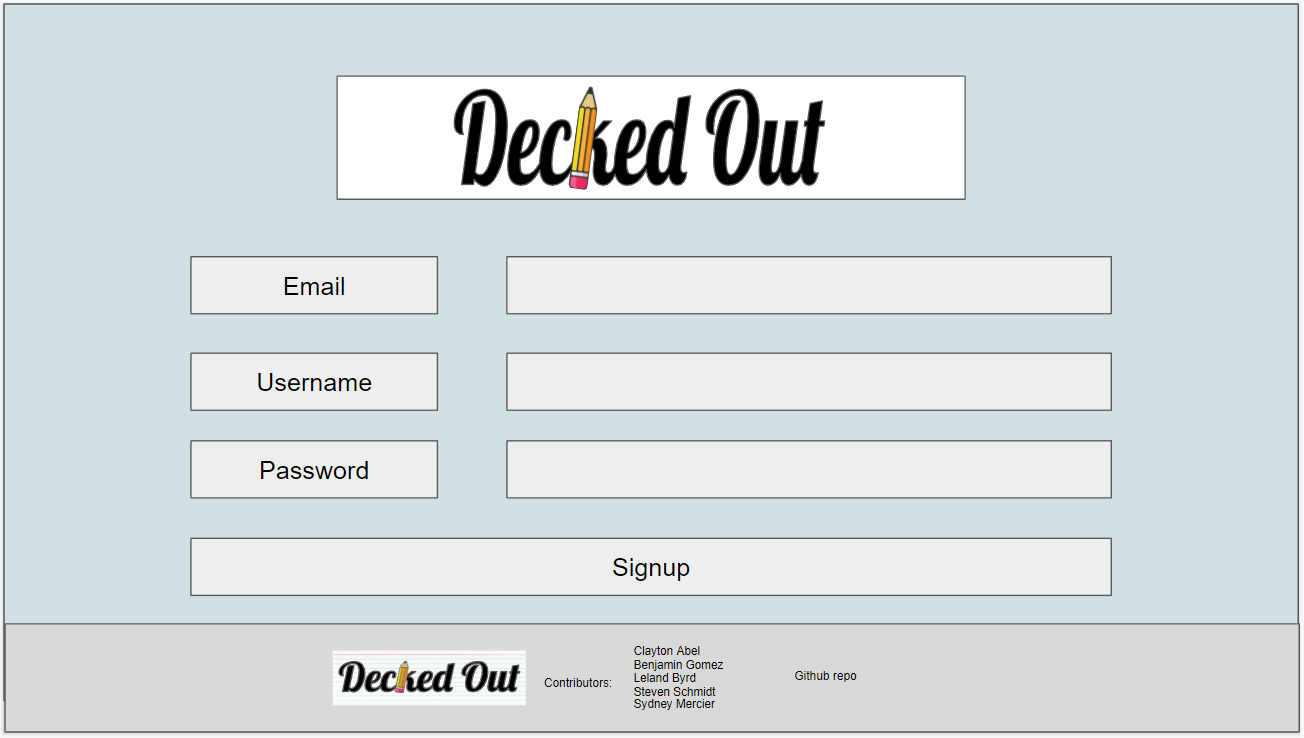 Decked Out
Email
Username
Password
Signup
Decked Out
Contributors:
Clayton Abel
Benjamin Gomez
Leland Byrd
Steven Schmidt
Sydney Mercier
Github repo